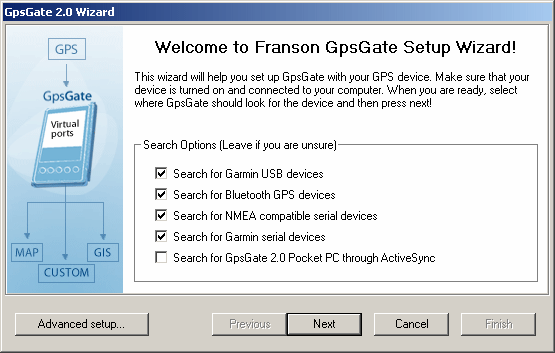 GpsGate 2.0 Wizard
GPS
GpsGate
Virtual
ports
MAP
GIS
CUSTOM
Welcome to Franson GpsGate Setup Wizard!
This wizard will help you set up GpsGate with your GPS device. Make sure that your
device is turned on and connected to your computer. When you are ready, select
where GpsGate should look for the device and then press next!
Search Options (Leave if you are unsure)
Search for Garmin USB devices
Search for Bluetooth GPS devices
Search for NMEA compatible serial devices
Search for Garmin serial devices
Search for GpsGate 2.0 Pocket PC through ActiveSync
Advanced setup...
Previous
Next
Cancel
Finish